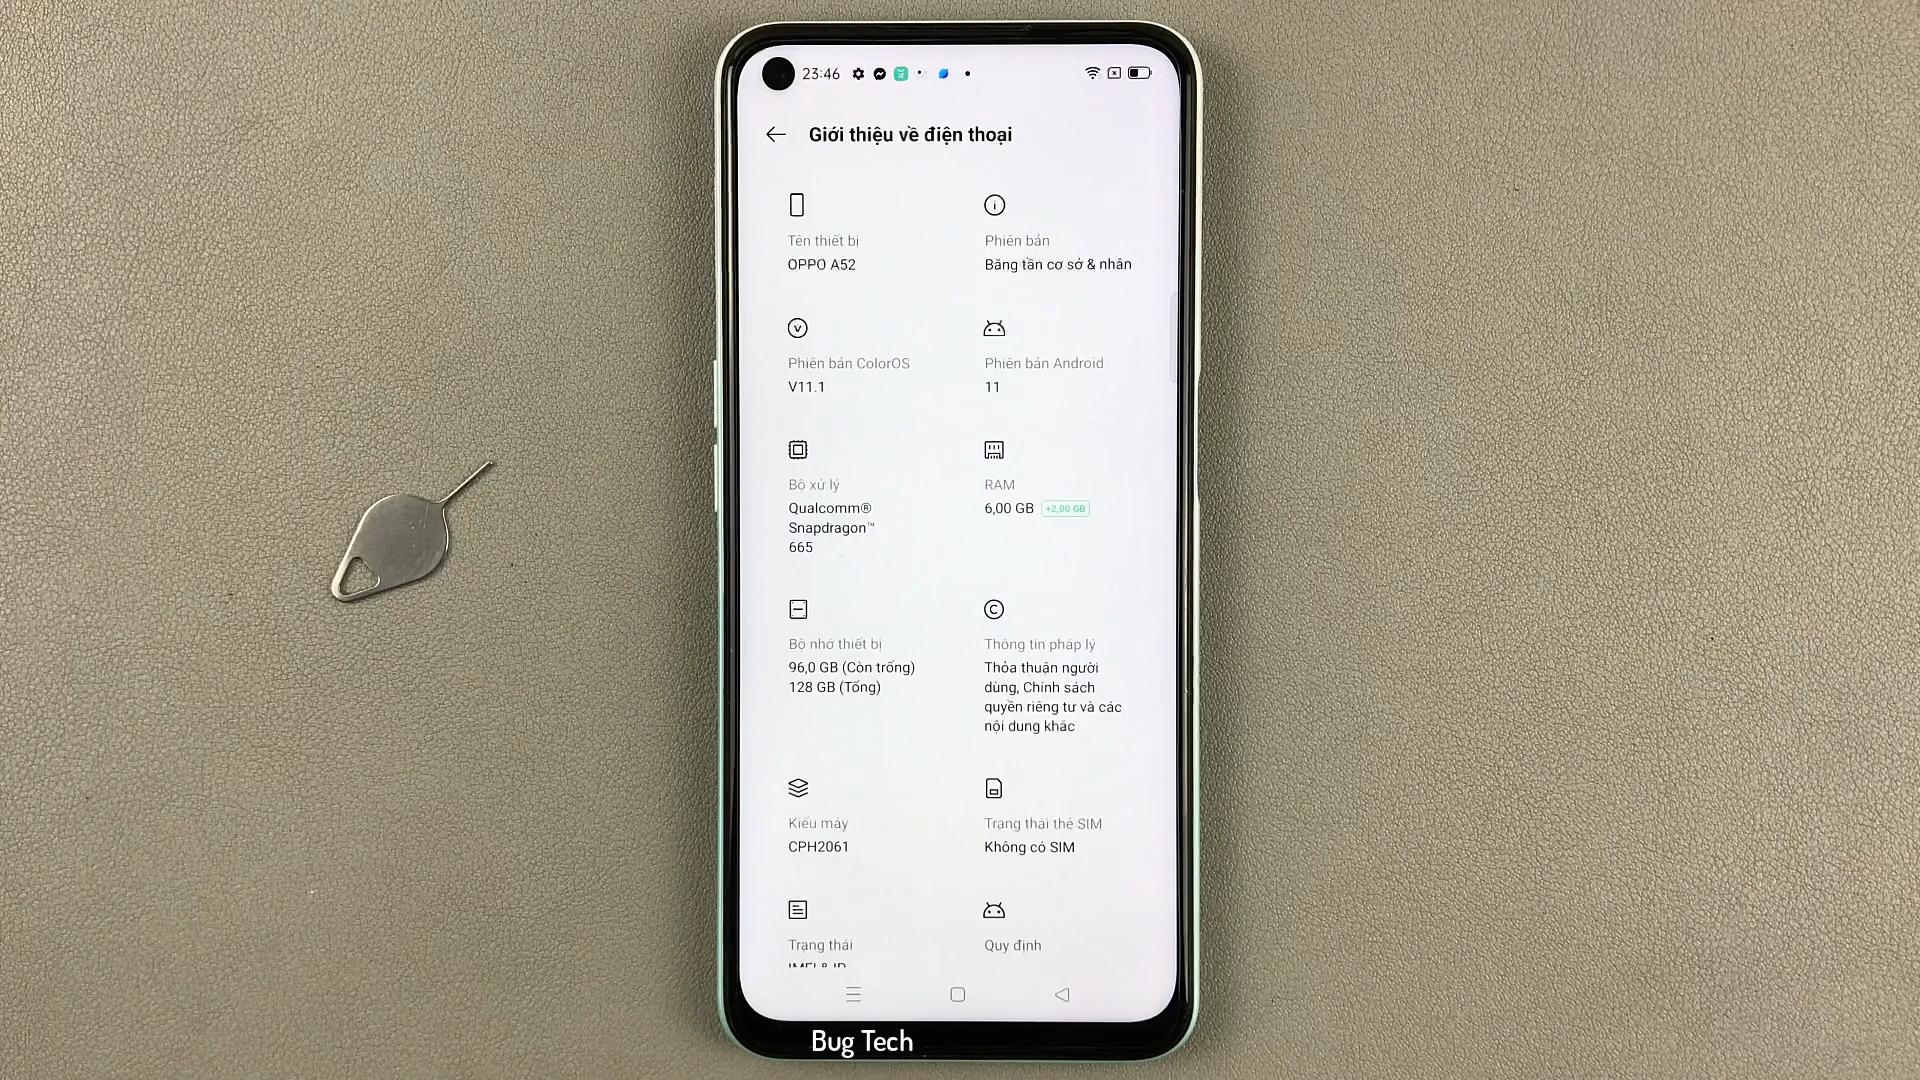 23:46
Giới thiệu về điện thoại
Tên thiết bị
OPPO A52
Phiên bản
Băng tần cơ sở & nhân
Phiên bản ColorOS
V11.1
Phiên bản Android
11
Bộ xử lý
Qualcomm®
Snapdragon™
665
RAM
6,00 GB +2,00 GB
Bộ nhớ thiết bị
96,0 GB (Còn trống)
128 GB (Tổng)
Thông tin pháp lý
Thỏa thuận người
dùng, Chính sách
quyền riêng tư và các
nội dung khác
Kiểu máy
CPH2061
Trạng thái thẻ SIM
Không có SIM
Trạng thái
IMEI & IP
Quy định
Bug Tech